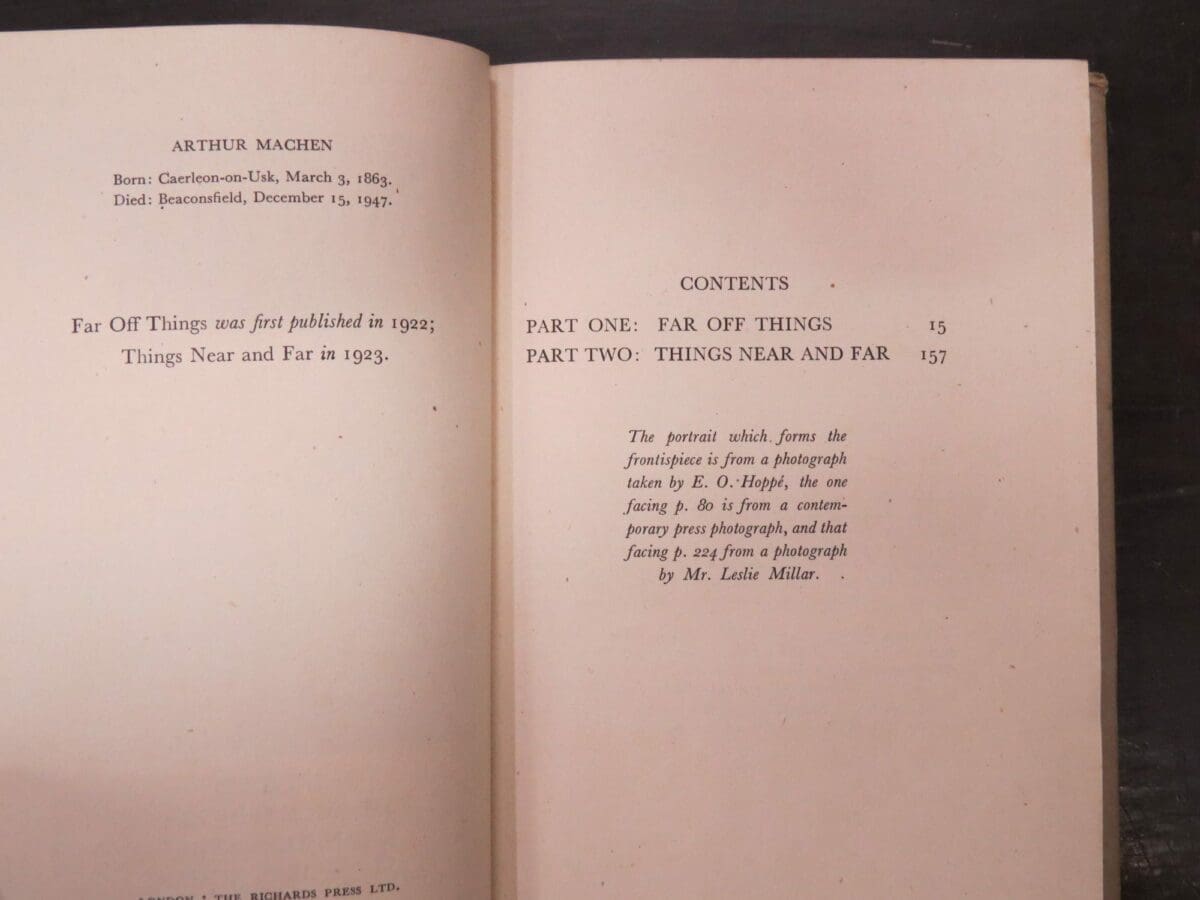 ARTHUR MACHEN
Born: Caerleon-on-Usk, March 3, 1863.
Died: Beaconsfield, December 15, 1947.
Far Off Things was first published in 1922;
Things Near and Far in 1923.
LONDON : THE RICHARDS PRESS LTD.
CONTENTS
PART ONE: FAR OFF THINGS 15
PART TWO: THINGS NEAR AND FAR 157
The portrait which forms the
frontispiece is from a photograph
taken by E. O. Hoppé, the one
facing p. 80 is from a contem-
porary press photograph, and that
facing p. 224 from a photograph
by Mr. Leslie Millar.